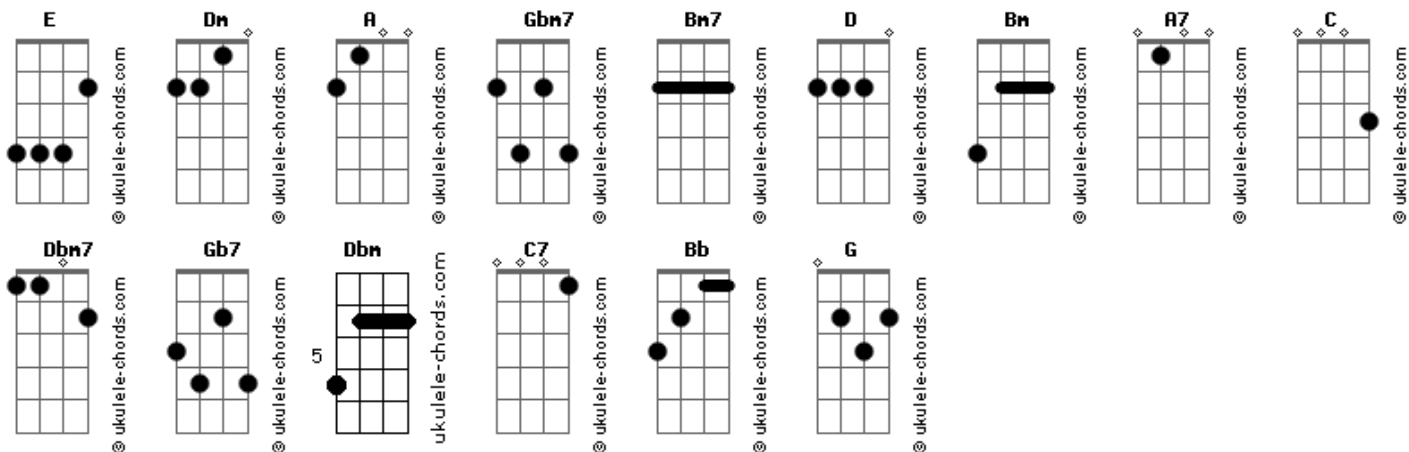 E Dm A Gbm7 Bm7 D Bm A7 C
© ukulele-chords.com © ukulele-chords.com © ukulele-chords.com © ukulele-chords.com © ukulele-chords.com © ukulele-chords.com © ukulele-chords.com © ukulele-chords.com © ukulele-chords.com
Dbm7 Gb7 Dbm C7 Bb G
5
© ukulele-chords.com © ukulele-chords.com ukulele-chords.com © ukulele-chords.com © ukulele-chords.com © ukulele-chords.com